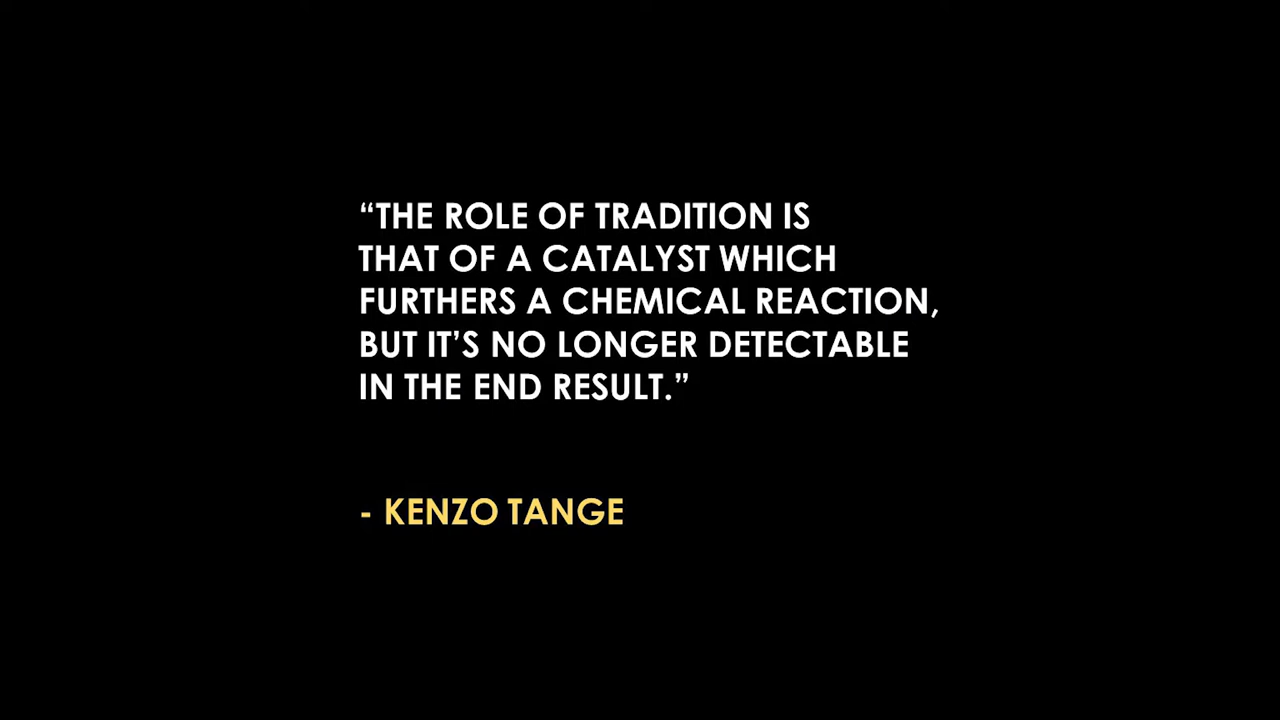 “THE ROLE OF TRADITION IS
THAT OF A CATALYST WHICH
FURTHERS A CHEMICAL REACTION,
BUT IT’S NO LONGER DETECTABLE
IN THE END RESULT.”
- KENZO TANGE